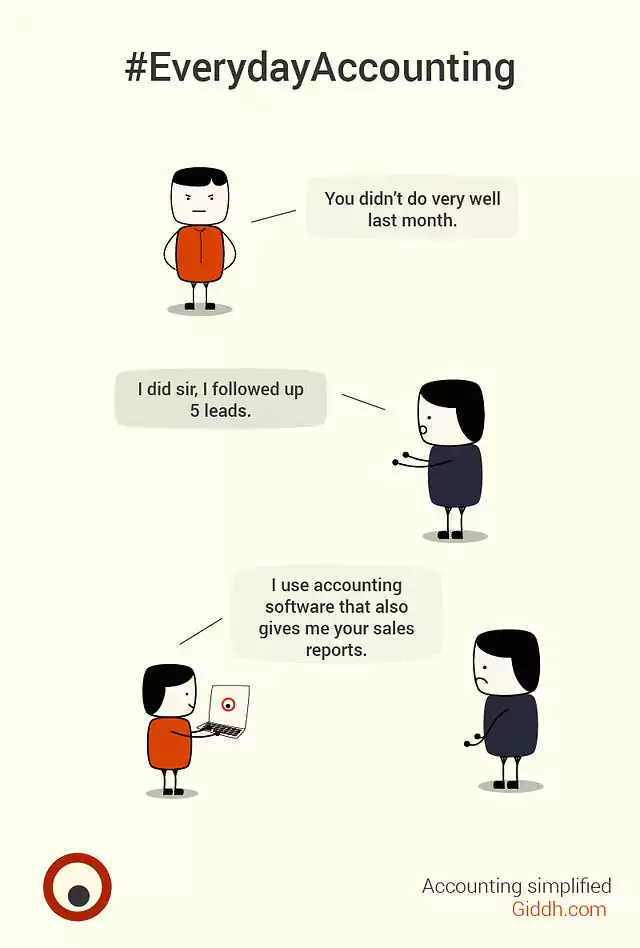 #EverydayAccounting
You didn’t do very well
last month.
I did sir, I followed up
5 leads.
I use accounting
software that also
gives me your sales
reports.
Accounting simplified
Giddh.com